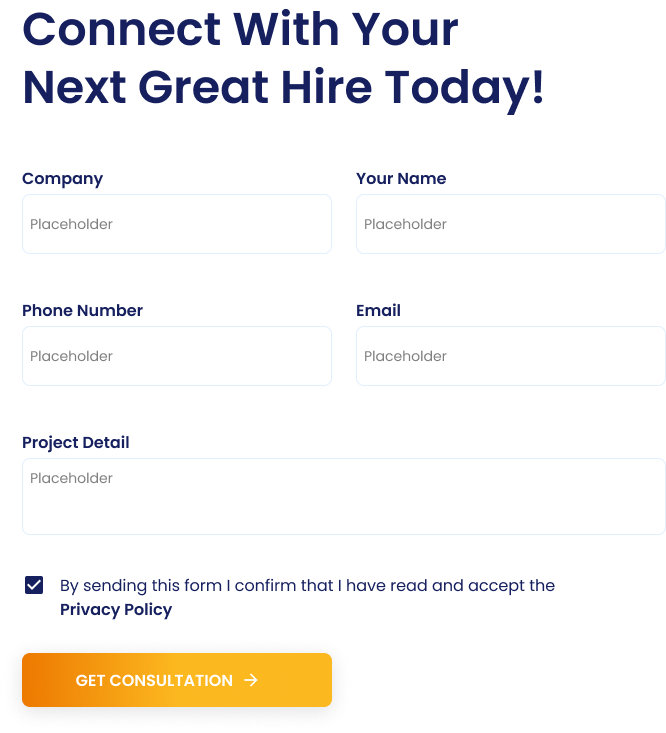 Connect With Your
Next Great Hire Today!
Company
Your Name
Placeholder
Placeholder
Phone Number
Email
Placeholder
Placeholder
Project Detail
Placeholder
By sending this form I confirm that I have read and accept the
Privacy Policy
GET CONSULTATION →